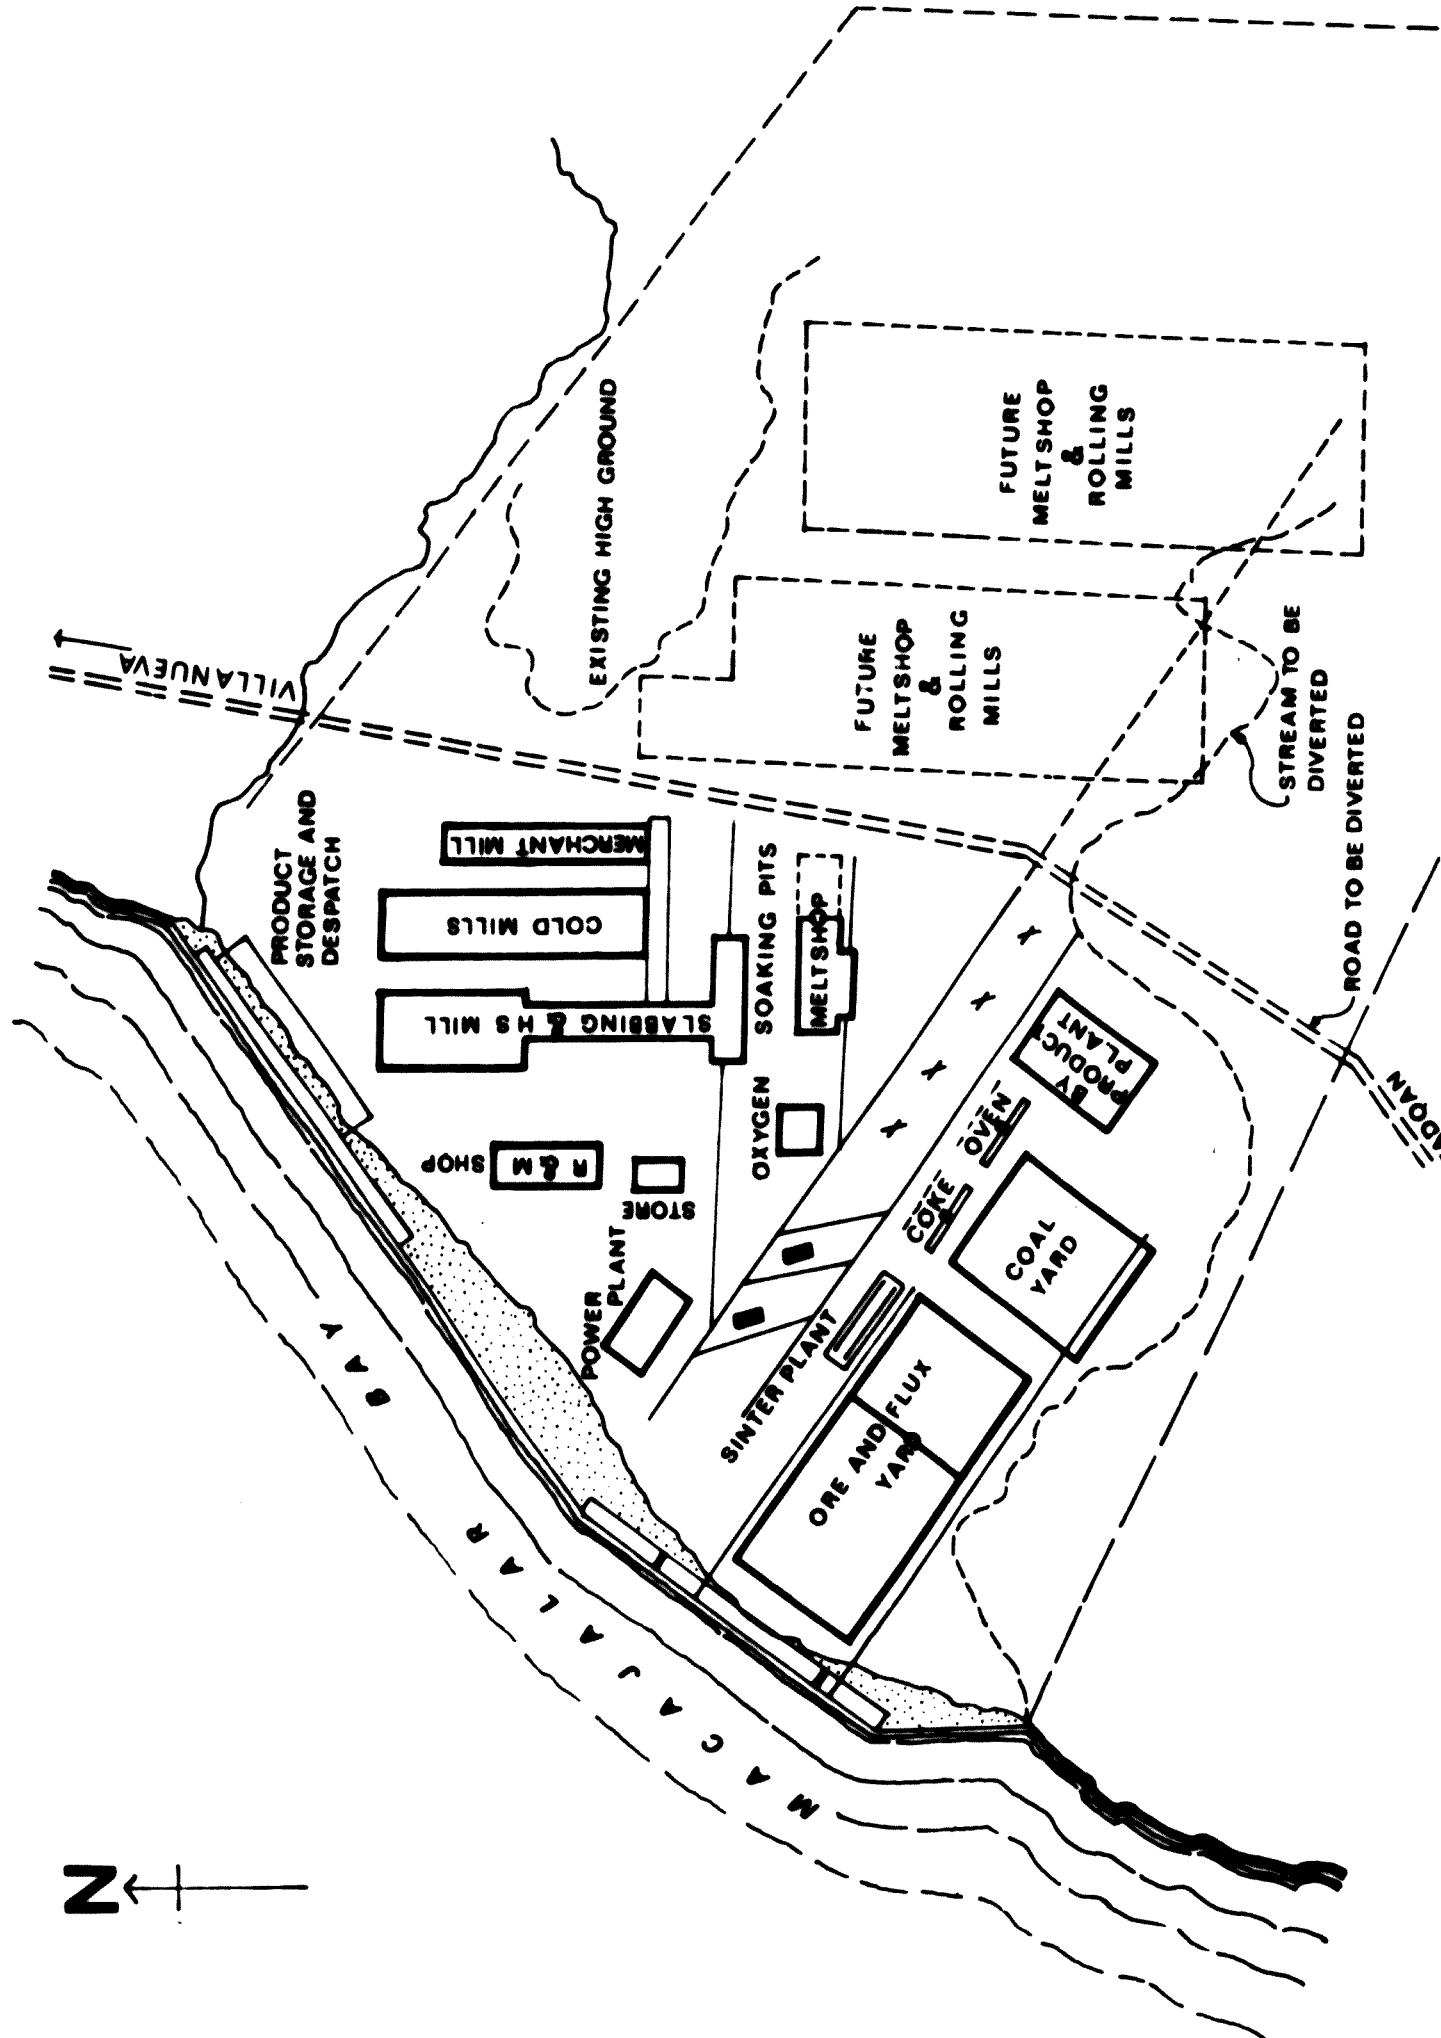 N
VILLANUEVA
PRODUCT
STORAGE AND
DESPATCH
EXISTING HIGH GROUND
MERCHANT MILL
COLD MILLS
SLABBING & HS MILL
SOAKING PITS
MELTSHOP
OXYGEN
R & M
SHOP
STORE
POWER
PLANT
FUTURE
MELTSHOP
&
ROLLING
MILLS
FUTURE
MELTSHOP
&
ROLLING
MILLS
STREAM TO BE
DIVERTED
ROAD TO BE DIVERTED
BY
PRODUCT
PLANT
COKE OVEN
COAL
YARD
SINTER PLANT
ORE AND FLUX
YARD
MACAJALAR BAY